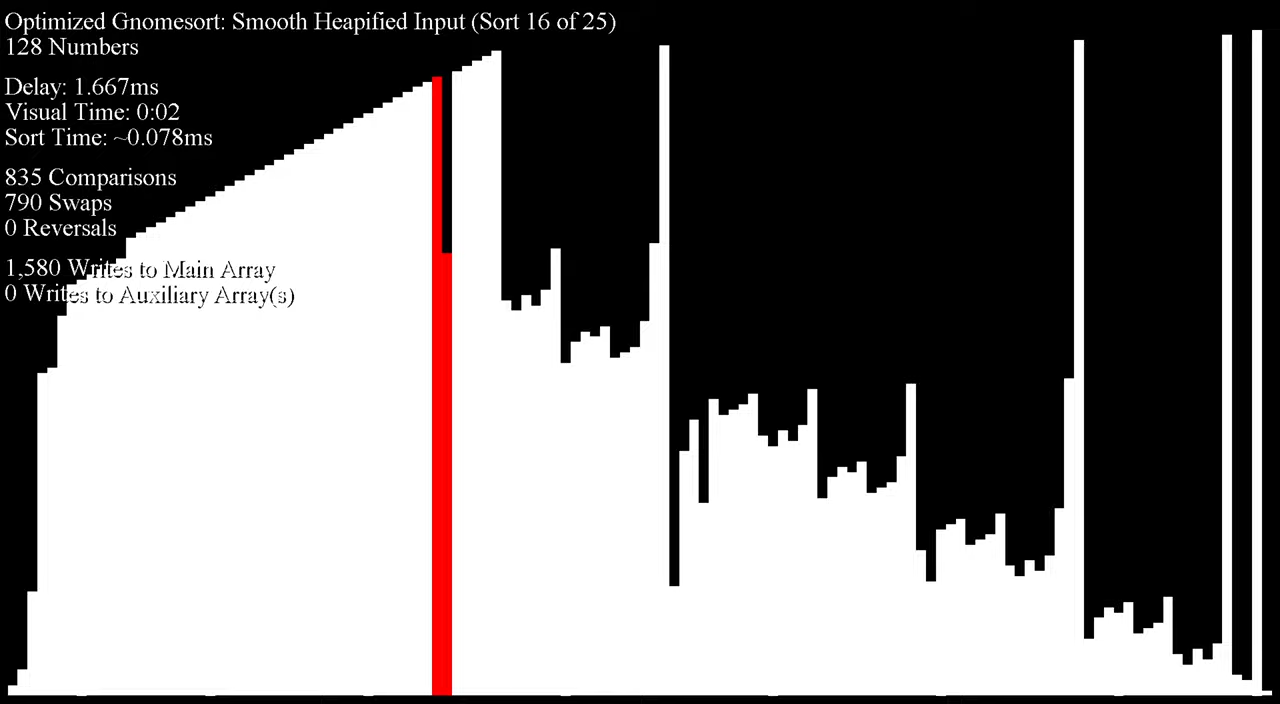 Optimized Gnomesort: Smooth Heapified Input (Sort 16 of 25)
128 Numbers
Delay: 1.667ms
Visual Time: 0:02
Sort Time: ~0.078ms
835 Comparisons
790 Swaps
0 Reversals
1,580 Writes to Main Array
0 Writes to Auxiliary Array(s)